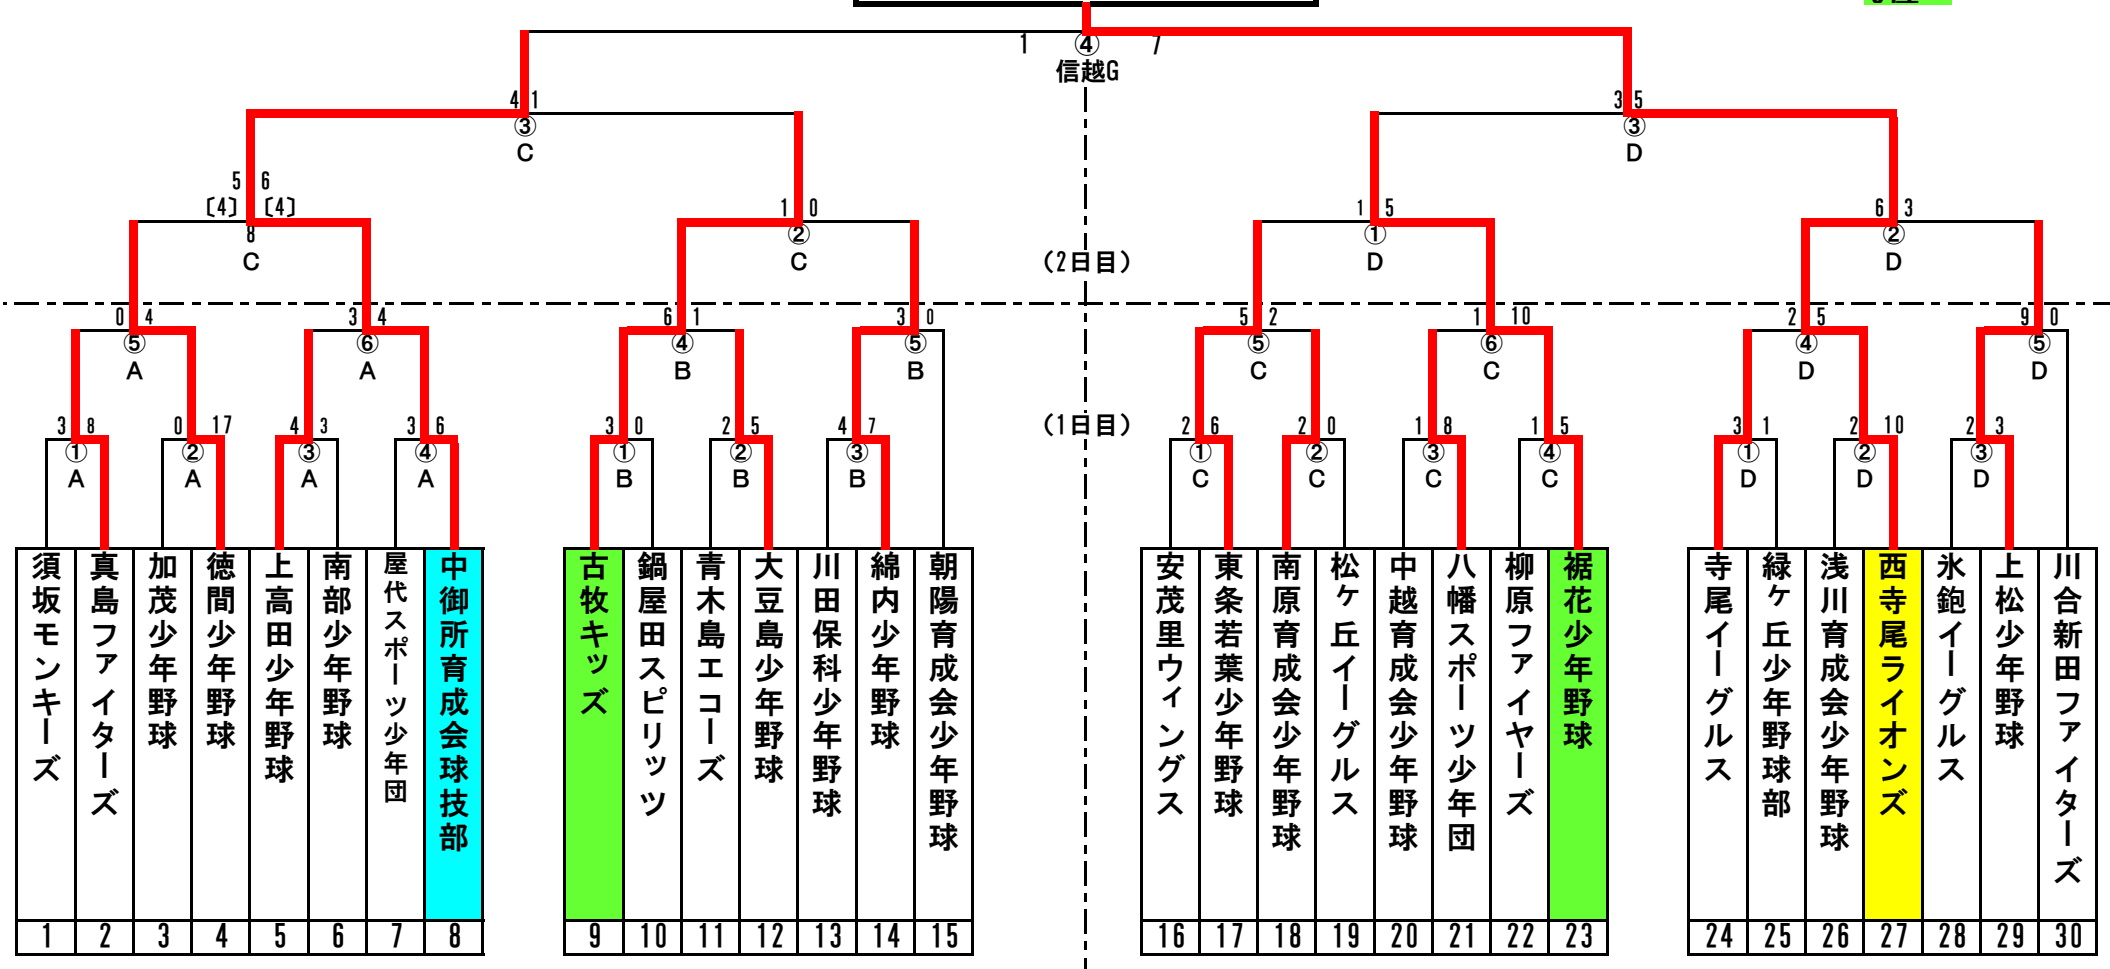 1 ④ 7
信越G
4 1 3 5
③ ③
C D
5 6
〔4〕 〔4〕 1 0 1 5 6 3
8 ② ① ②
C C (2日目) D D
0 4 3 4 6 1 3 0 5 2 1 10 2 5 9 0
⑤ ⑥ ④ ⑤ ⑤ ⑥ ④ ⑤
A A B B C C D D
3 8 0 17 4 3 3 6 3 0 2 5 4 7 (1日目) 2 6 2 0 1 8 1 5 3 1 2 10 2 3
① ② ③ ④ ① ② ③ ① ② ③ ④ ① ② ③
A A A A B B B C C C C D D D
須坂モンキーズ
真島ファイターズ
加茂少年野球
徳間少年野球
上高田少年野球
南部少年野球
屋代スポーツ少年団
中御所育成会球技部
古牧キッズ
鍋屋田スピリッツ
青木島エコーズ
大豆島少年野球
川田保科少年野球
綿内少年野球
朝陽育成会少年野球
安茂里ウィングス
東条若葉少年野球
南原育成会少年野球
松ケ丘イーグルス
中越育成会少年野球
八幡スポーツ少年団
柳原ファイヤーズ
裾花少年野球
寺尾イーグルス
緑ケ丘少年野球部
浅川育成会少年野球
西寺尾ライオンズ
氷鉋イーグルス
上松少年野球
川合新田ファイターズ
1 2 3 4 5 6 7 8 9 10 11 12 13 14 15 16 17 18 19 20 21 22 23 24 25 26 27 28 29 30